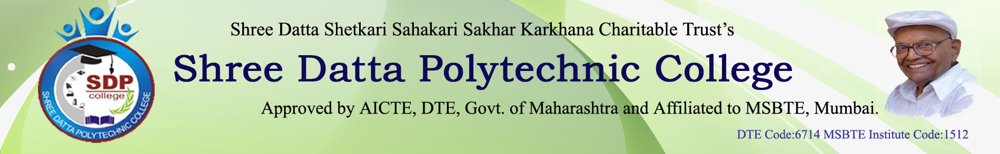 Shree Datta Shetkari Sahakari Sakhar Karkhana Charitable Trust’s
Shree Datta Polytechnic College
Approved by AICTE, DTE, Govt. of Maharashtra and Affiliated to MSBTE, Mumbai.
DTE Code:6714 MSBTE Institute Code:1512
SDP
college
SHREE DATTA POLYTECHNIC COLLEGE